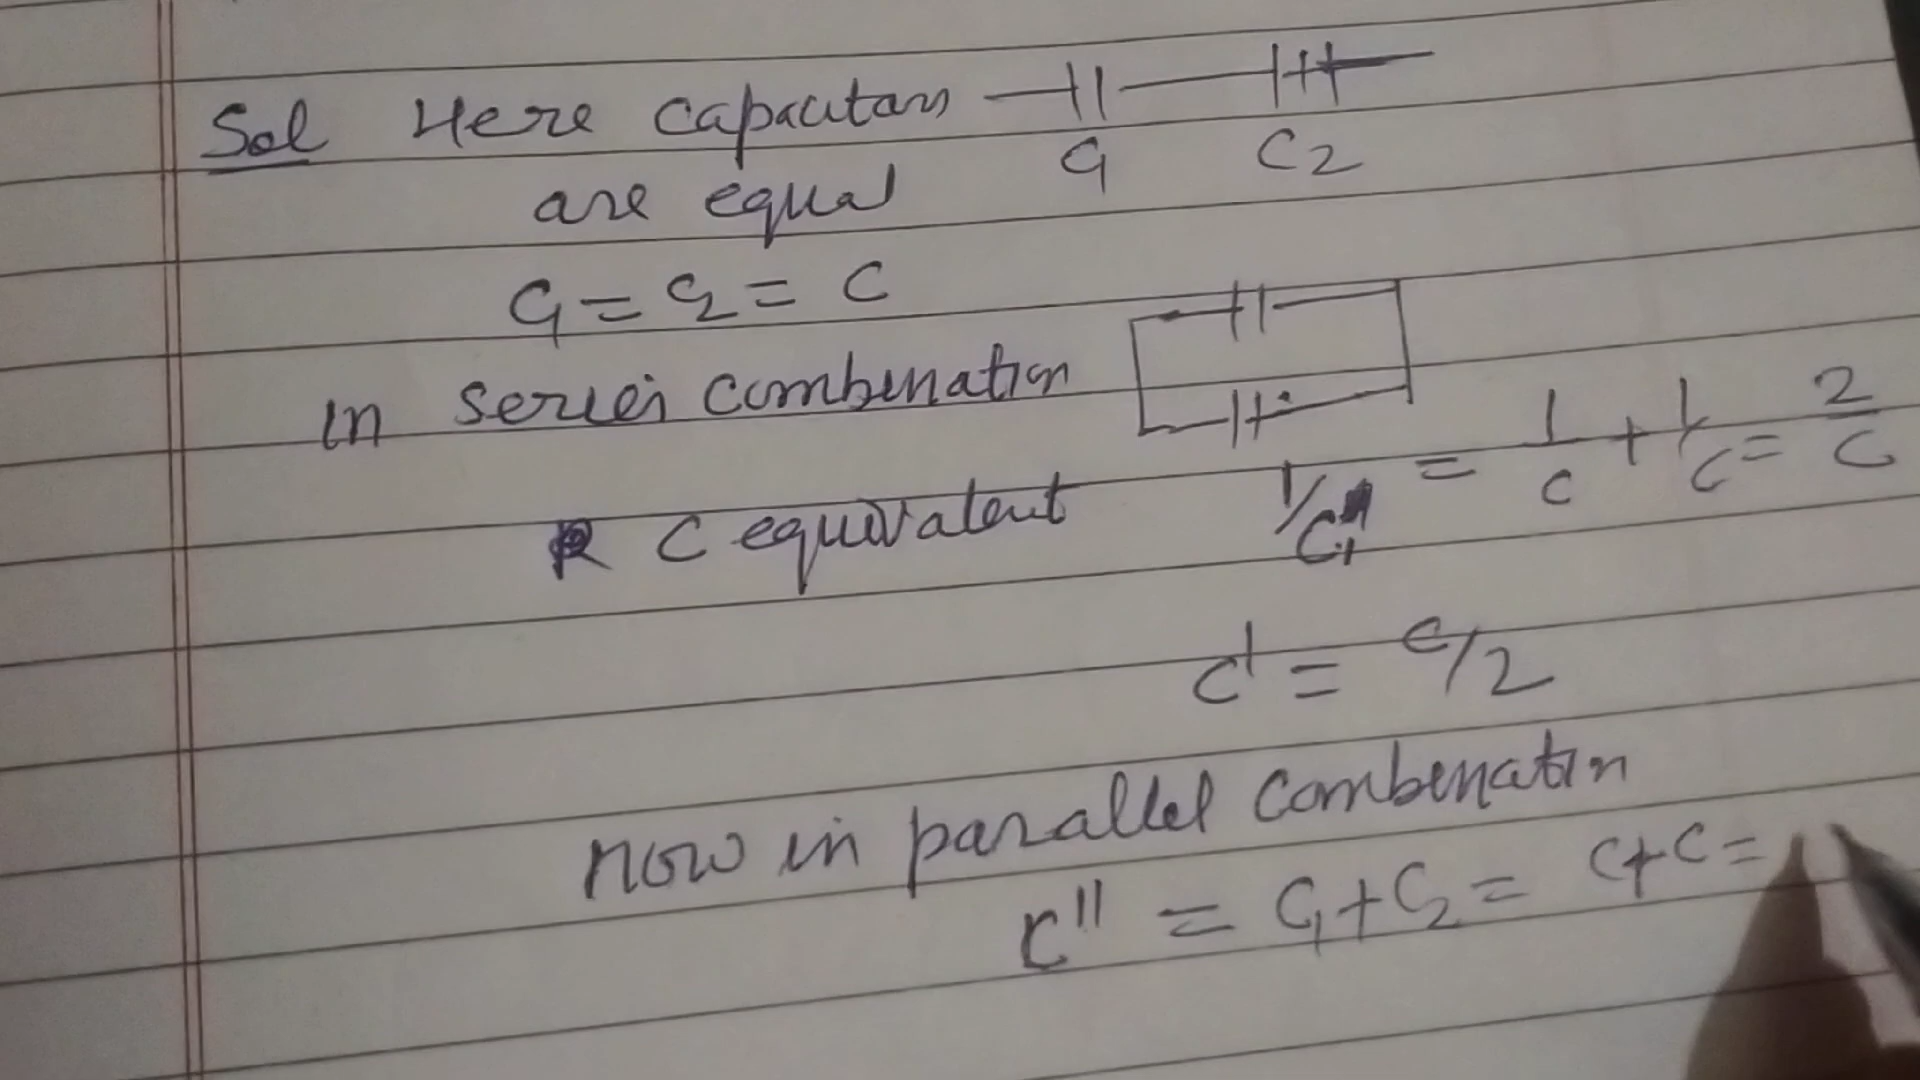 Sol Here capacitors
C1 C2
are equal
C1 = C2 = C
In series combination
C equivalent 1/C' = 1/C + 1/C = 2/C
C' = C/2
now in parallel combination
C'' = C1 + C2 = C + C =